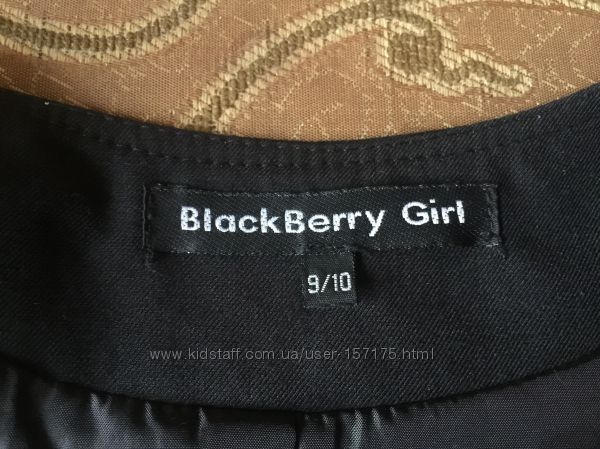 BlackBerry Girl
9/10
www.kidstaff.com.ua/user-157175.html